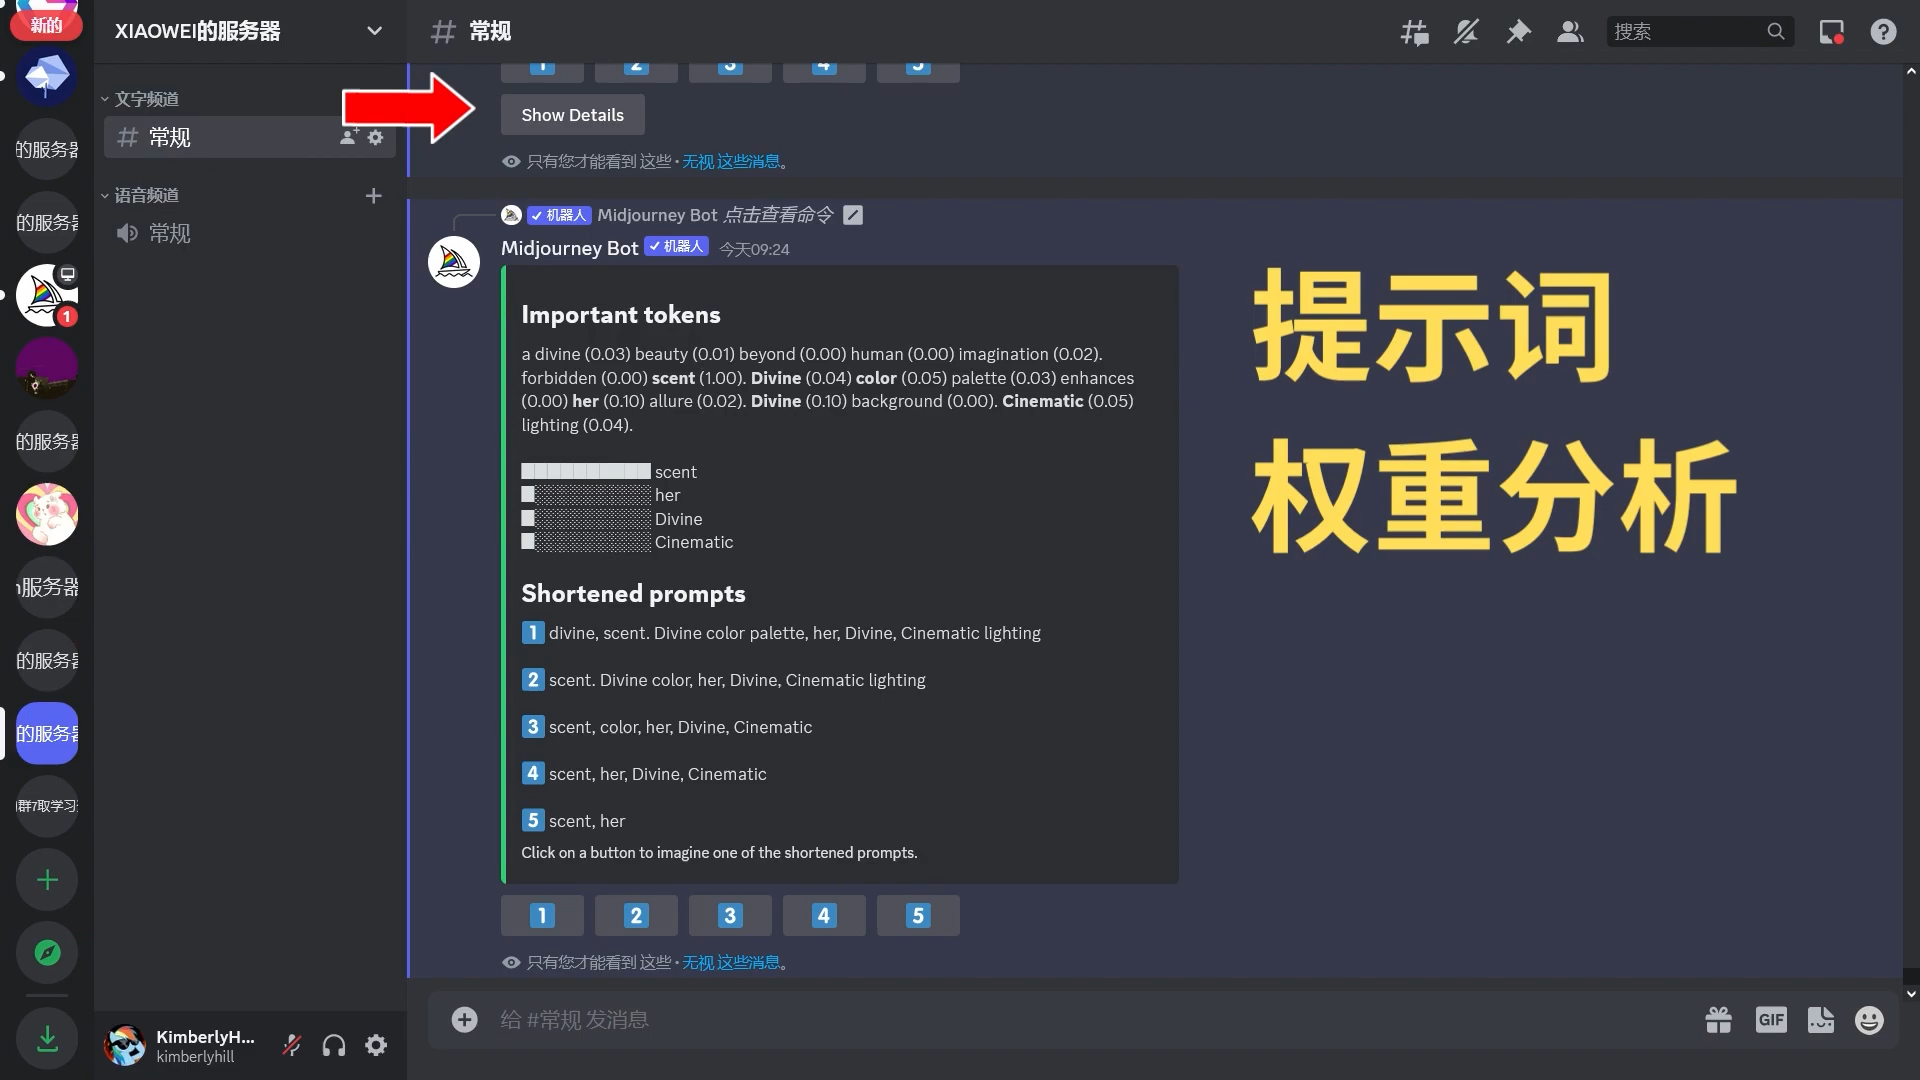 新的
XIAOWEI的服务器
# 常规
搜索
文字频道
# 常规
语音频道
常规
1 2 3 4 5
Show Details
只有您才能看到 这些 • 无视 这些消息。
✓ 机器人 Midjourney Bot 点击查看命令
Midjourney Bot ✓ 机器人 今天09:24
Important tokens
a divine (0.03) beauty (0.01) beyond (0.00) human (0.00) imagination (0.02).
forbidden (0.00) scent (1.00). Divine (0.04) color (0.05) palette (0.03) enhances
(0.00) her (0.10) allure (0.02). Divine (0.10) background (0.00). Cinematic (0.05)
lighting (0.04).
scent
her
Divine
Cinematic
Shortened prompts
1 divine, scent. Divine color palette, her, Divine, Cinematic lighting
2 scent. Divine color, her, Divine, Cinematic lighting
3 scent, color, her, Divine, Cinematic
4 scent, her, Divine, Cinematic
5 scent, her
Click on a button to imagine one of the shortened prompts.
1 2 3 4 5
只有您才能看到 这些 • 无视 这些消息。
提示词
权重分析
的服务器
的服务器
1
的服务器
服务器
的服务器
的服务器
群7取学习
KimberlyH...
kimberlyhill
给 #常规 发消息
GIF